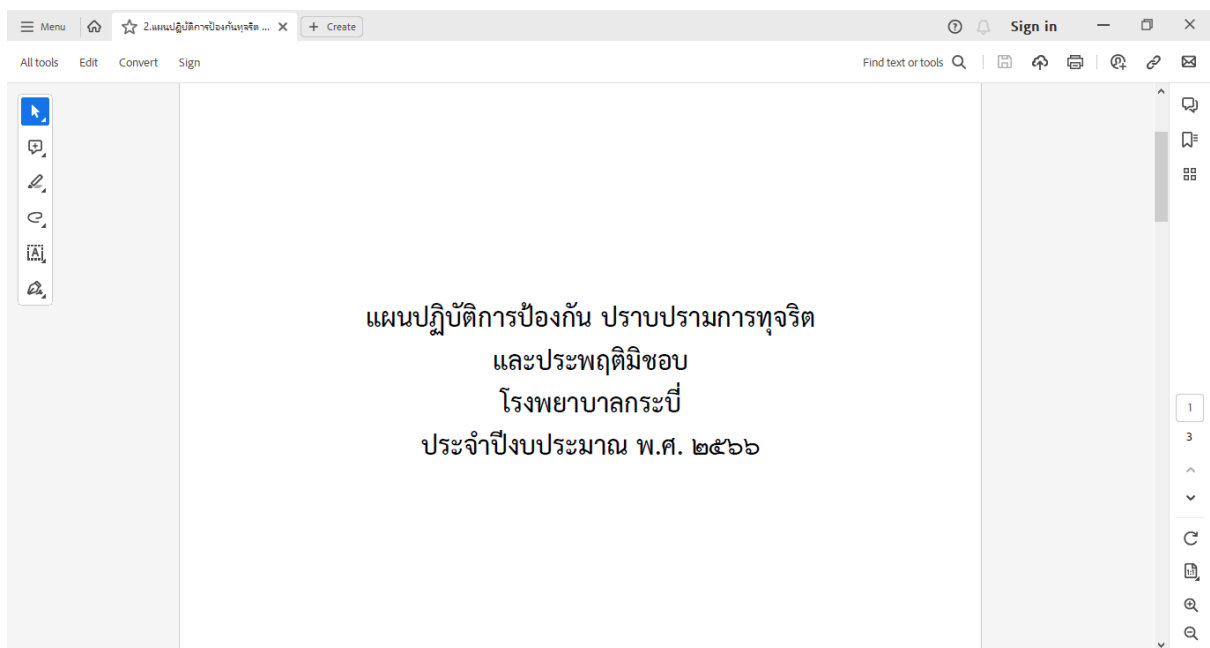 Menu
2.แผนปฏิบัติการป้องกันทุจริต ...
+ Create
Sign in
All tools Edit Convert Sign
Find text or tools
แผนปฏิบัติการป้องกัน ปราบปรามการทุจริต
และประพฤติมิชอบ
โรงพยาบาลกระบี่
ประจำปีงบประมาณ พ.ศ. ๒๕๖๖
1
3